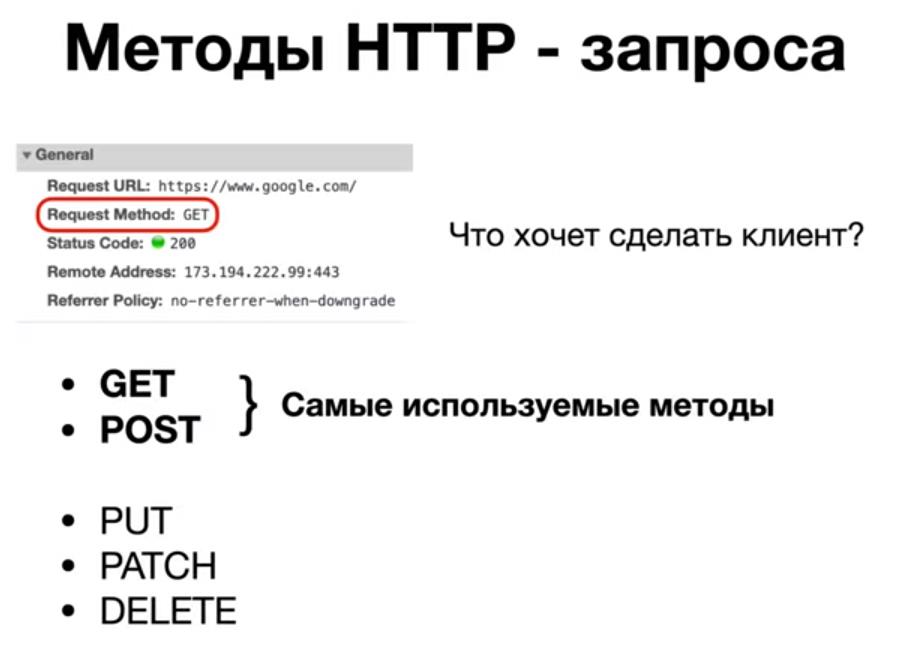 Методы HTTP - запроса
General
Request URL: https://www.google.com/
Request Method: GET
Status Code: 200
Remote Address: 173.194.222.99:443
Referrer Policy: no-referrer-when-downgrade
Что хочет сделать клиент?
• GET
• POST
} Самые используемые методы
• PUT
• PATCH
• DELETE